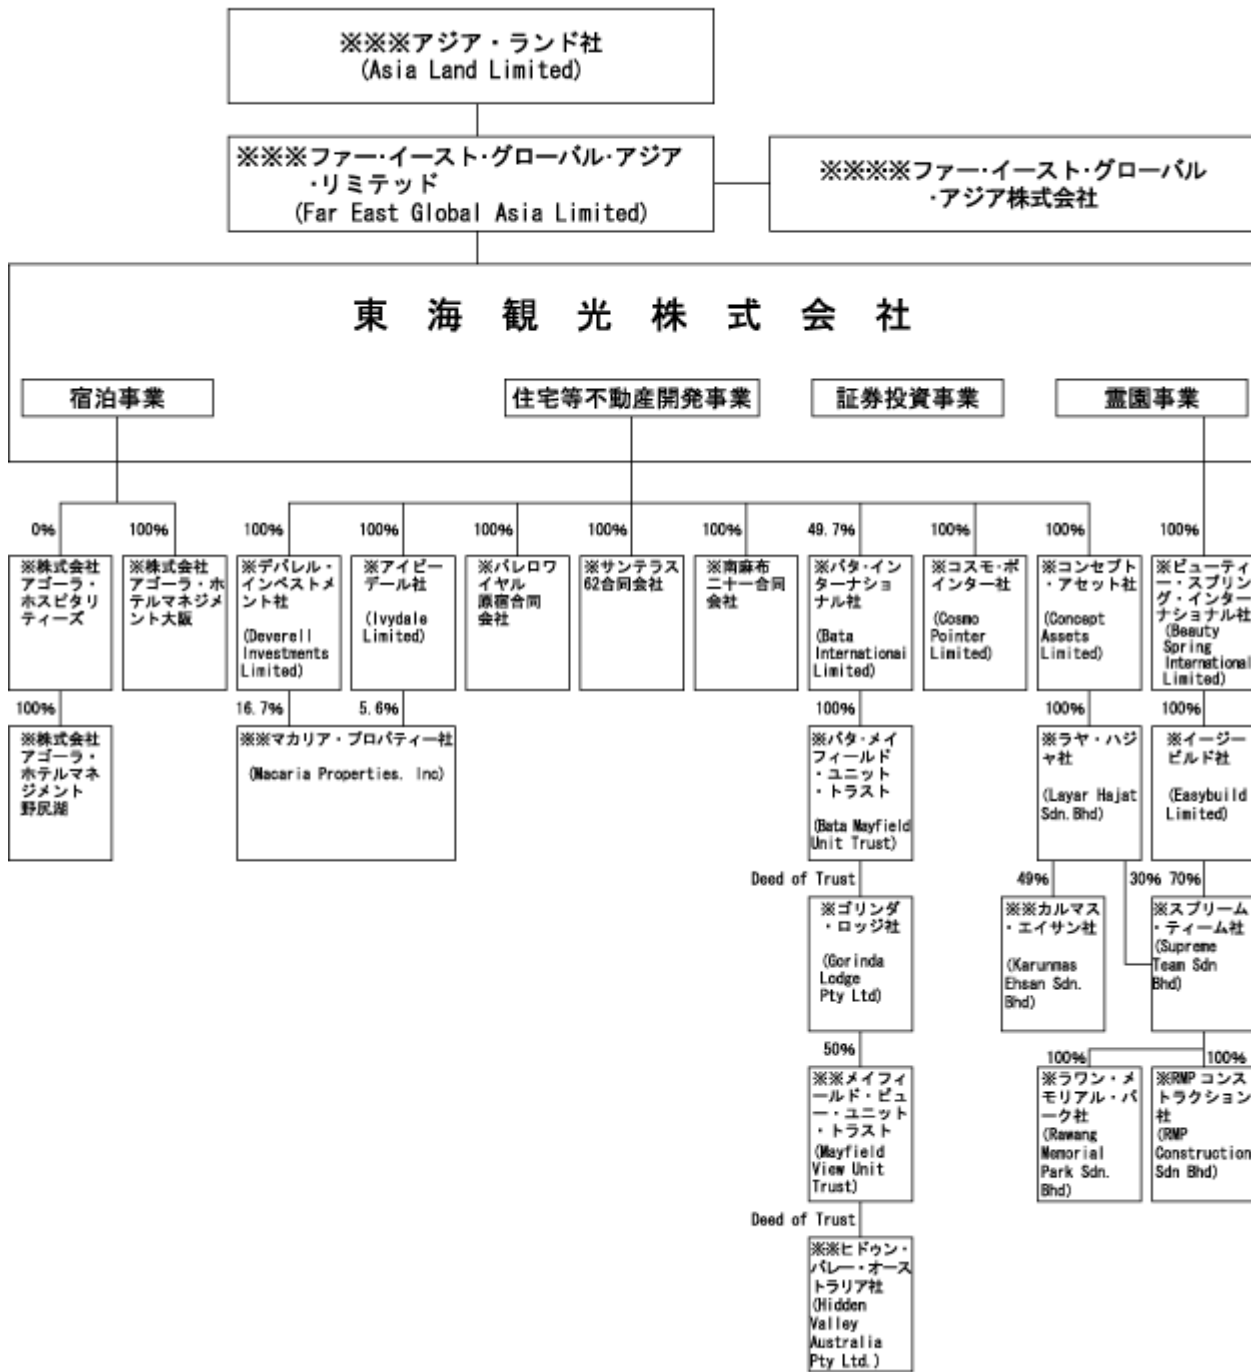 ※※※アジア・ランド社
(Asia Land Limited)
※※※ファー・イースト・グローバル・アジア
・リミテッド
(Far East Global Asia Limited)
※※※※ファー・イースト・グローバル
・アジア株式会社
東海観光株式会社
宿泊事業
住宅等不動産開発事業
証券投資事業
霊園事業
0%
100%
100%
100%
100%
100%
100%
49.7%
100%
100%
100%
※株式会社
アゴーラ・
ホスピタリ
ティーズ
※株式会社
アゴーラ・ホ
テルマネジメ
ント大阪
※デバレル・
インベストメ
ント社
(Deverell
Investments
Limited)
※アイビー
デール社
(Ivydale
Limited)
※パレロワ
イヤル
原宿合同
会社
※サンテラス
62合同会社
※南麻布
二十一合同
会社
※バタ・イン
ターナショ
ナル社
(Bata
International
Limited)
※コスモ・ポ
インター社
(Cosmo
Pointer
Limited)
※コンセプト
・アセット社
(Concept
Assets
Limited)
※ビューティ
ー・スプリン
グ・インター
ナショナル社
(Beauty
Spring
International
Limited)
100%
16.7%
5.6%
100%
100%
100%
※株式会社
アゴーラ・
ホテルマネ
ジメント
野尻湖
※※マカリア・プロパティー社
(Macaria Properties. Inc)
※バタ・メイ
フィールド
・ユニット
・トラスト
(Bata Mayfield
Unit Trust)
※ラヤ・ハジ
ャ社
(Layar Hajat
Sdn.Bhd)
※イージー
ビルド社
(Easybuild
Limited)
Deed of Trust
49%
30%
70%
※ゴリンダ
・ロッジ社
(Gorinda
Lodge
Pty Ltd)
※※カルマス
・エイサン社
(Karunmas
Ehsan Sdn.
Bhd)
※スプリーム
・ティーム社
(Supreme
Team Sdn
Bhd)
50%
100%
100%
※※メイフィ
ールド・ビュ
ー・ユニット
・トラスト
(Mayfield
View Unit
Trust)
※ラワン・メ
モリアル・パ
ーク社
(Rawang
Memorial
Park Sdn.
Bhd)
※RMPコンス
トラクション
社
(RMP
Construction
Sdn Bhd)
Deed of Trust
※※ヒドゥン・
バレー・オース
トラリア社
(Hidden
Valley
Australia
Pty Ltd.)